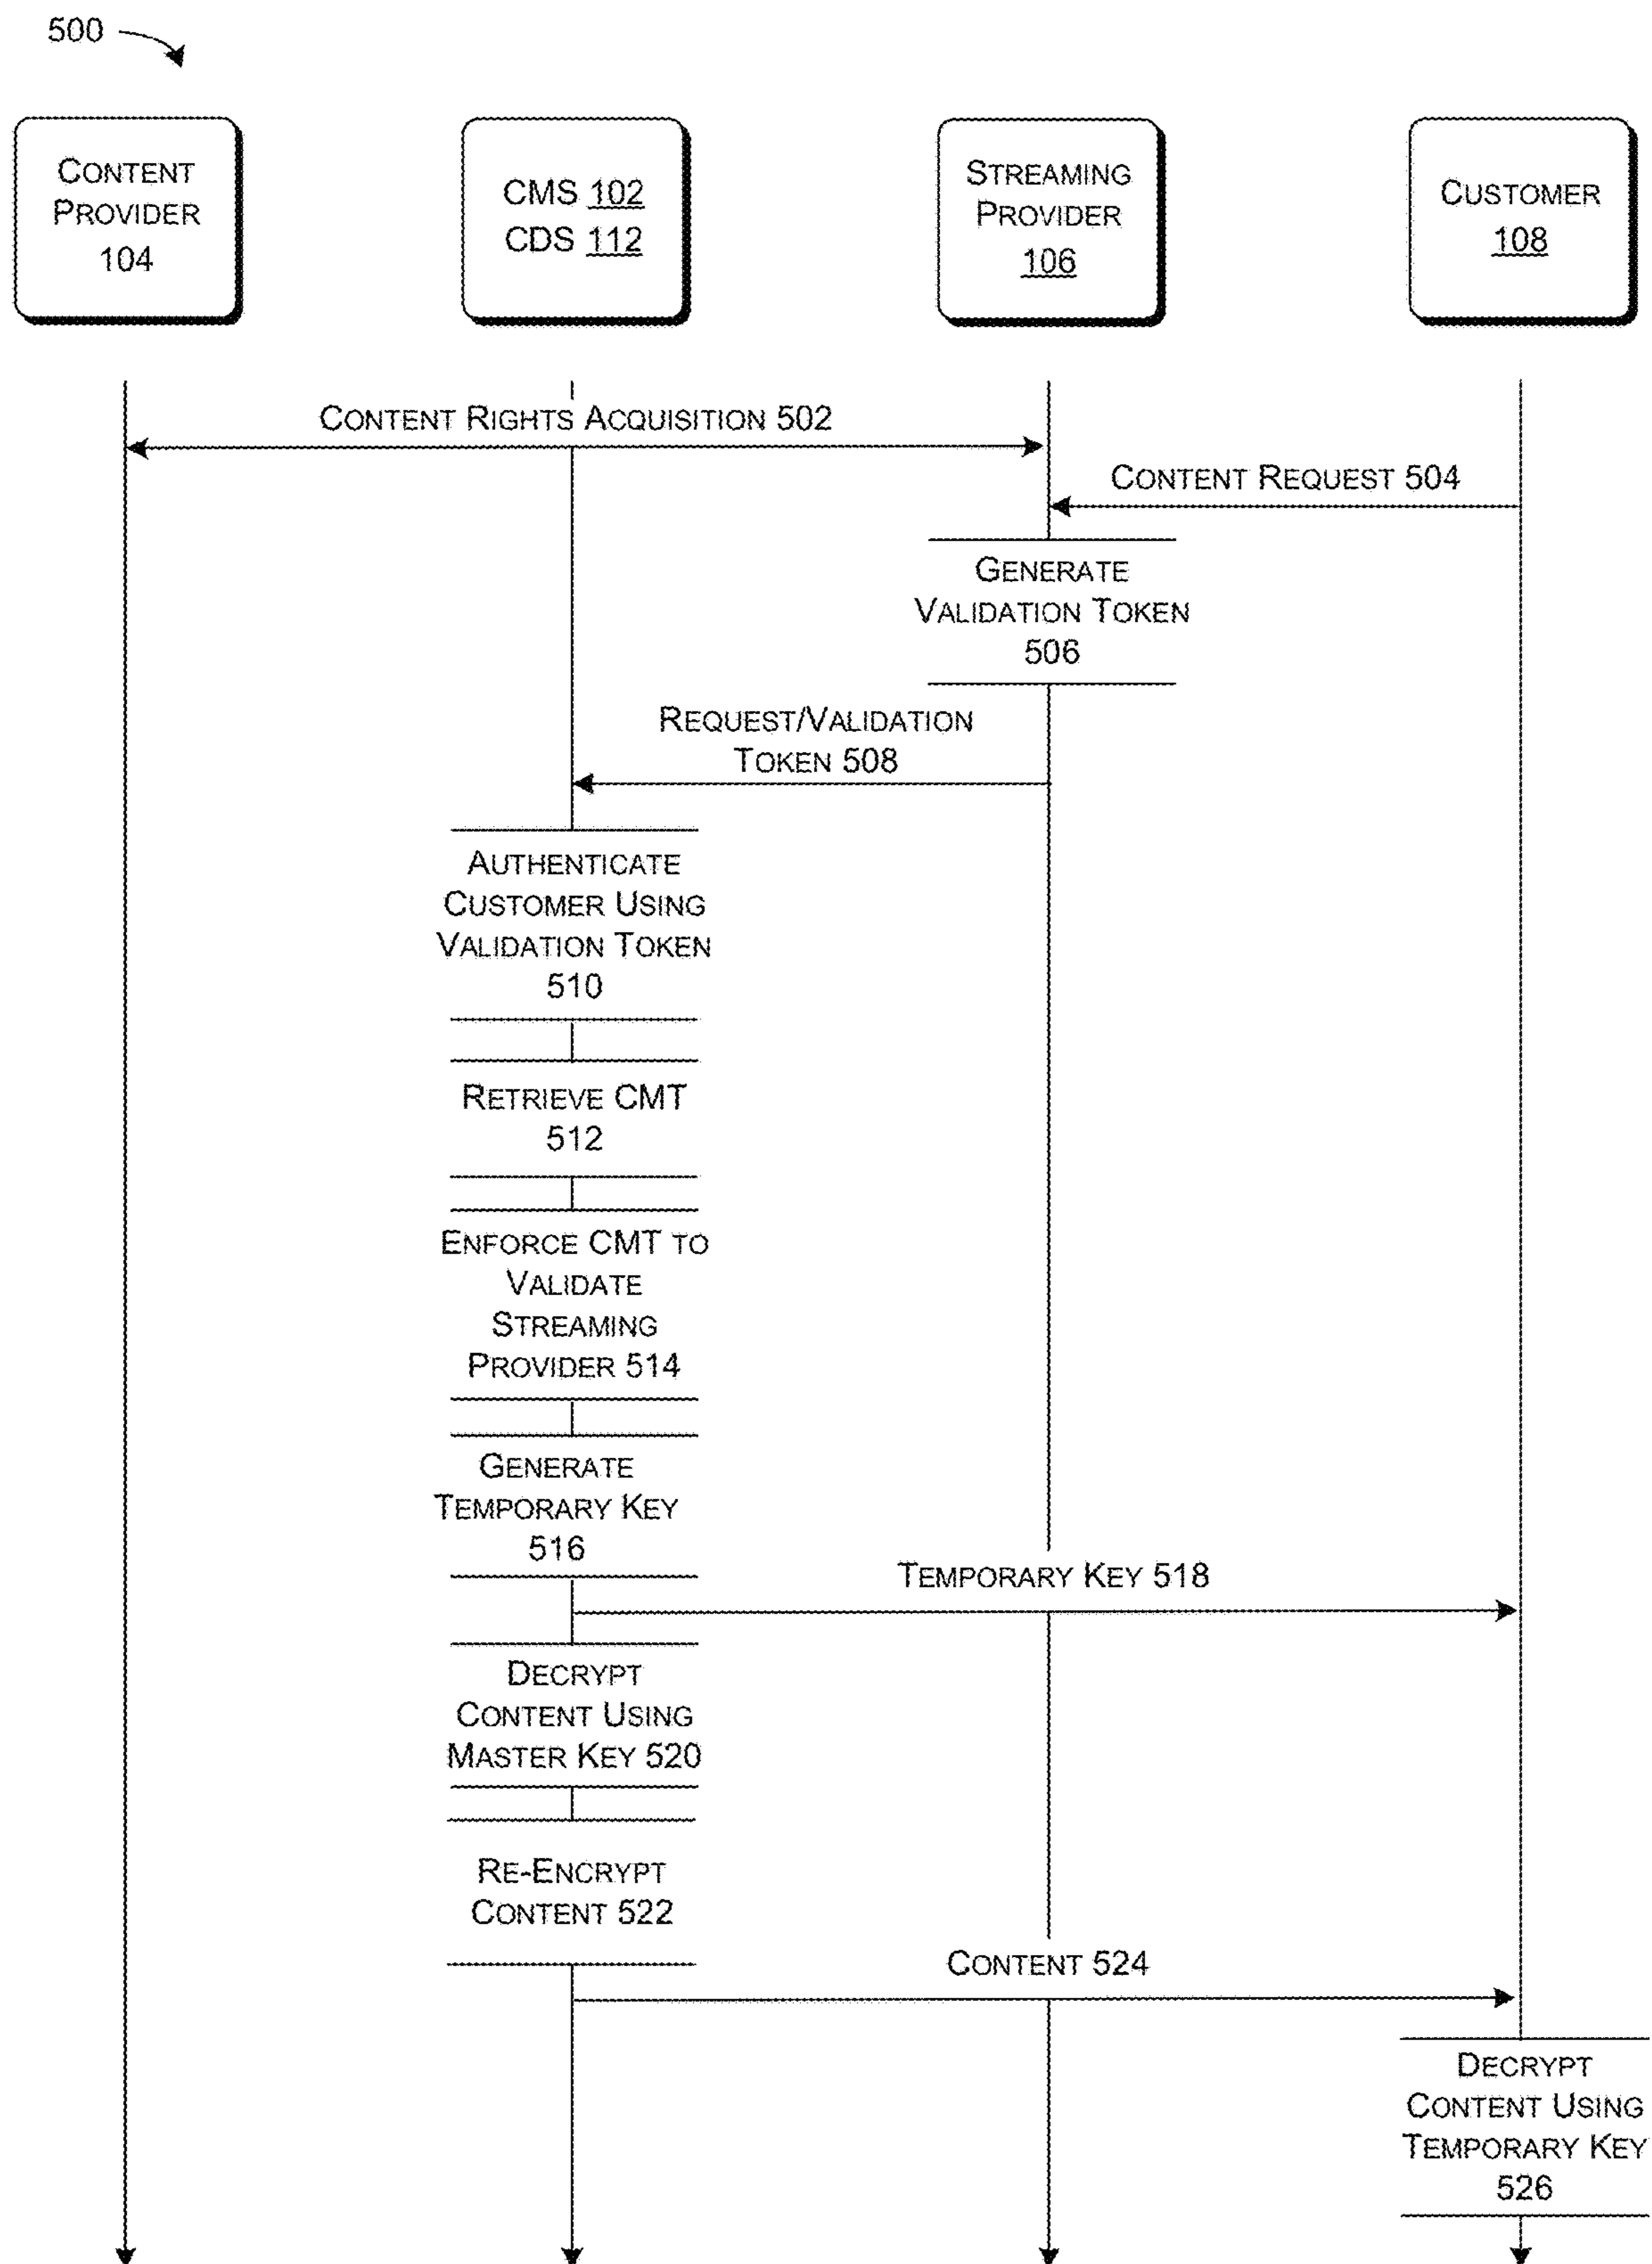 500
CONTENT
PROVIDER
104
CMS 102
CDS 112
STREAMING
PROVIDER
106
CUSTOMER
108
CONTENT RIGHTS ACQUISITION 502
CONTENT REQUEST 504
GENERATE
VALIDATION TOKEN
506
REQUEST/VALIDATION
TOKEN 508
AUTHENTICATE
CUSTOMER USING
VALIDATION TOKEN
510
RETRIEVE CMT
512
ENFORCE CMT TO
VALIDATE
STREAMING
PROVIDER 514
GENERATE
TEMPORARY KEY
516
TEMPORARY KEY 518
DECRYPT
CONTENT USING
MASTER KEY 520
RE-ENCRYPT
CONTENT 522
CONTENT 524
DECRYPT
CONTENT USING
TEMPORARY KEY
526